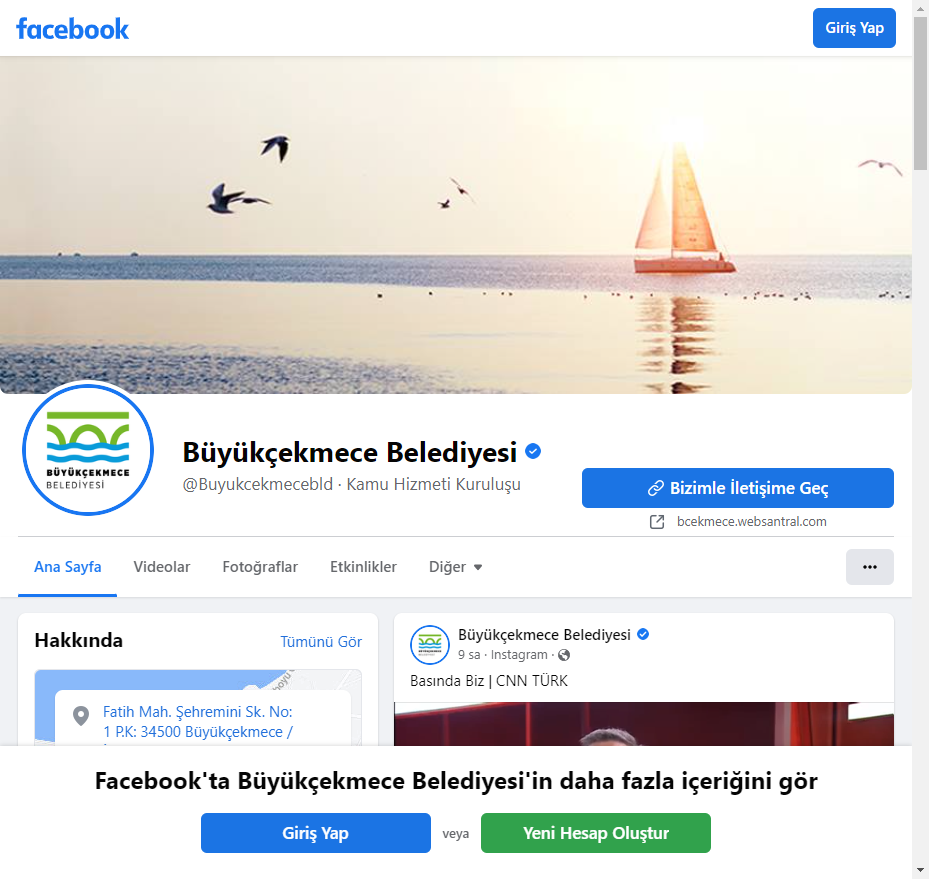 facebook
Giriş Yap
BÜYÜKÇEKMECE
BELEDİYESİ
Büyükçekmece Belediyesi
@Buyukcekmecebld · Kamu Hizmeti Kuruluşu
Bizimle İletişime Geç
bcekmece.websantral.com
Ana Sayfa
Videolar
Fotoğraflar
Etkinlikler
Diğer
Hakkında
Tümünü Gör
Fatih Mah. Şehremini Sk. No:
1 P.K: 34500 Büyükçekmece /
Büyükçekmece Belediyesi
9 sa · Instagram ·
Basında Biz | CNN TÜRK
Facebook'ta Büyükçekmece Belediyesi'in daha fazla içeriğini gör
Giriş Yap
veya
Yeni Hesap Oluştur